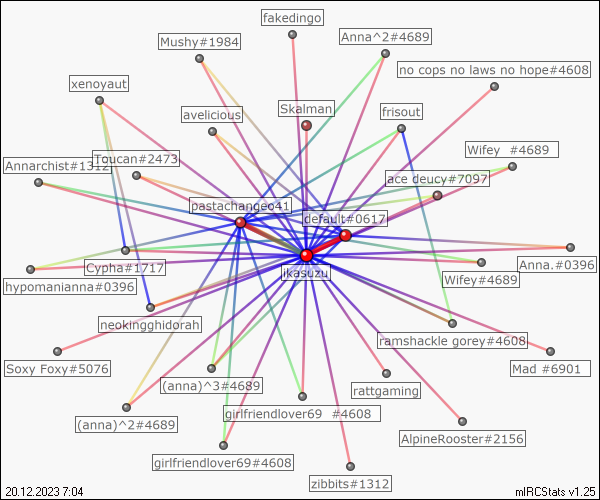 fakedingo
Mushy#1984
Anna^2#4689
no cops no laws no hope#4608
xenoyaut
avelicious
Skalman
frisout
Wifey #4689
Annarchist#1312
Toucan#2473
ace deucy#7097
pastachangeo41
default#0617
Cypha#1717
ikasuzu
Wifey#4689
Anna.#0396
hypomanianna#0396
neokingghidorah
ramshackle gorey#4608
Soxy Foxy#5076
(anna)^3#4689
rattgaming
Mad #6901
(anna)^2#4689
girlfriendlover69 #4608
AlpineRooster#2156
girlfriendlover69#4608
zibbits#1312
20.12.2023 7:04
mIRCStats v1.25